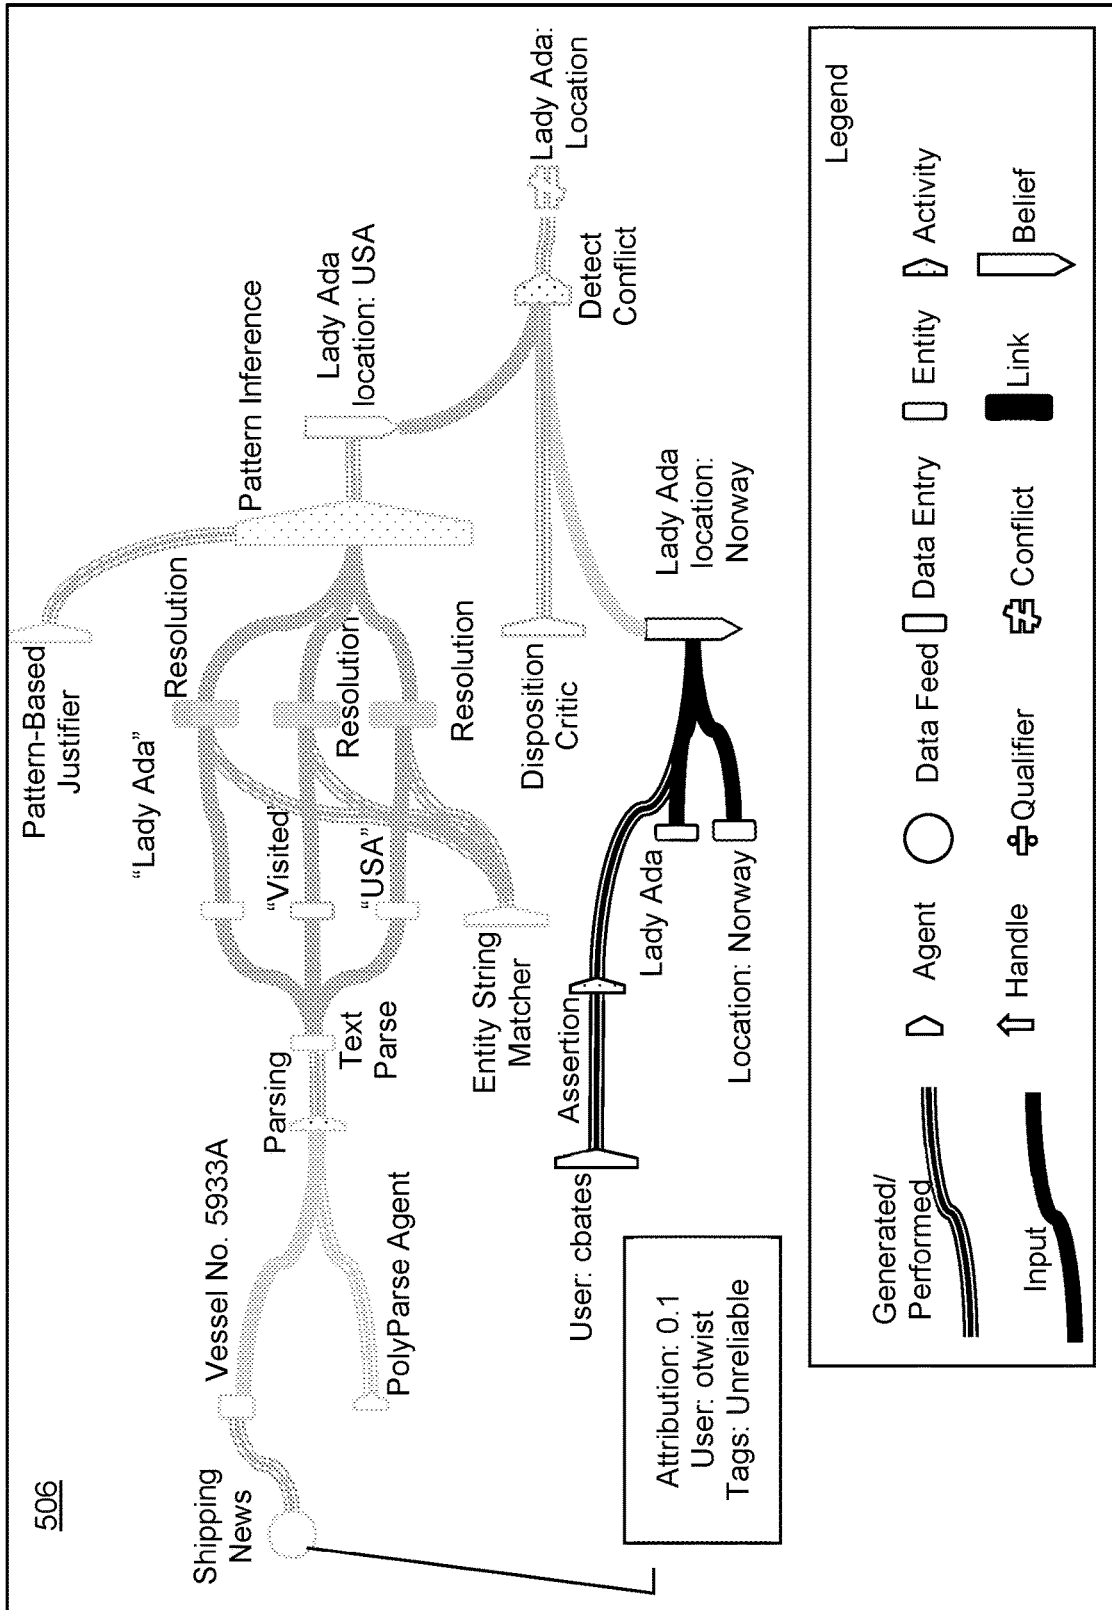 506
Shipping
News
Vessel No. 5933A
PolyParse Agent
Parsing
Text
Parse
"Lady Ada"
"Visited"
"USA"
Entity String
Matcher
Pattern-Based
Justifier
Resolution
Resolution
Resolution
Pattern Inference
Lady Ada
location: USA
Disposition
Critic
Detect
Conflict
Lady Ada:
Location
Attribution: 0.1
User: otwist
Tags: Unreliable
User: cbates
Assertion
Lady Ada
Location: Norway
Lady Ada
location:
Norway
Legend
Generated/
Performed
Agent
Data Feed
Data Entry
Entity
Activity
Input
Handle
Qualifier
Conflict
Link
Belief